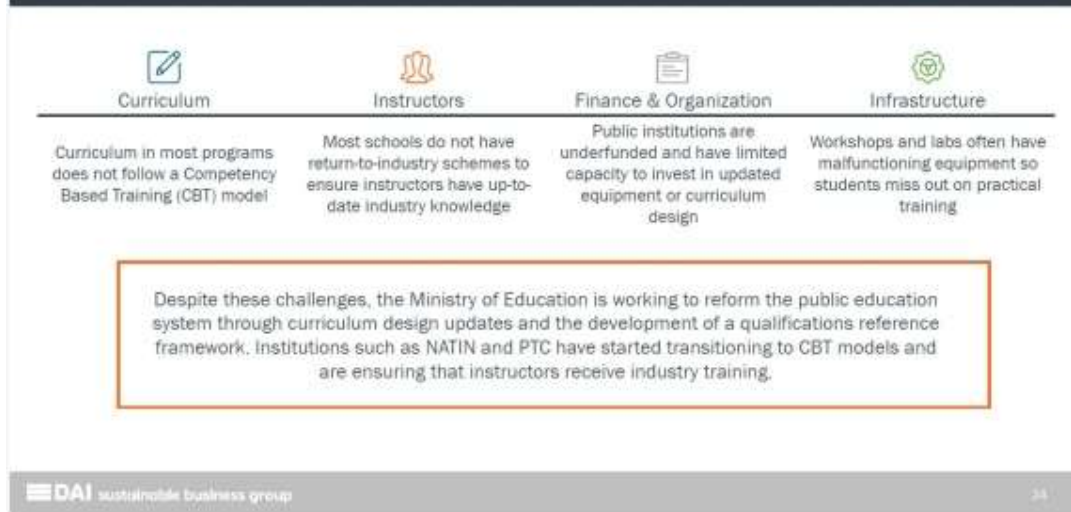 Curriculum
Instructors
Finance & Organization
Infrastructure
Curriculum in most programs
does not follow a Competency
Based Training (CBT) model
Most schools do not have
return-to-industry schemes to
ensure instructors have up-to-
date industry knowledge
Public institutions are
underfunded and have limited
capacity to invest in updated
equipment or curriculum
design
Workshops and labs often have
malfunctioning equipment so
students miss out on practical
training
Despite these challenges, the Ministry of Education is working to reform the public education
system through curriculum design updates and the development of a qualifications reference
framework. Institutions such as NATIN and PTC have started transitioning to CBT models and
are ensuring that instructors receive industry training.
DAI sustainable business group